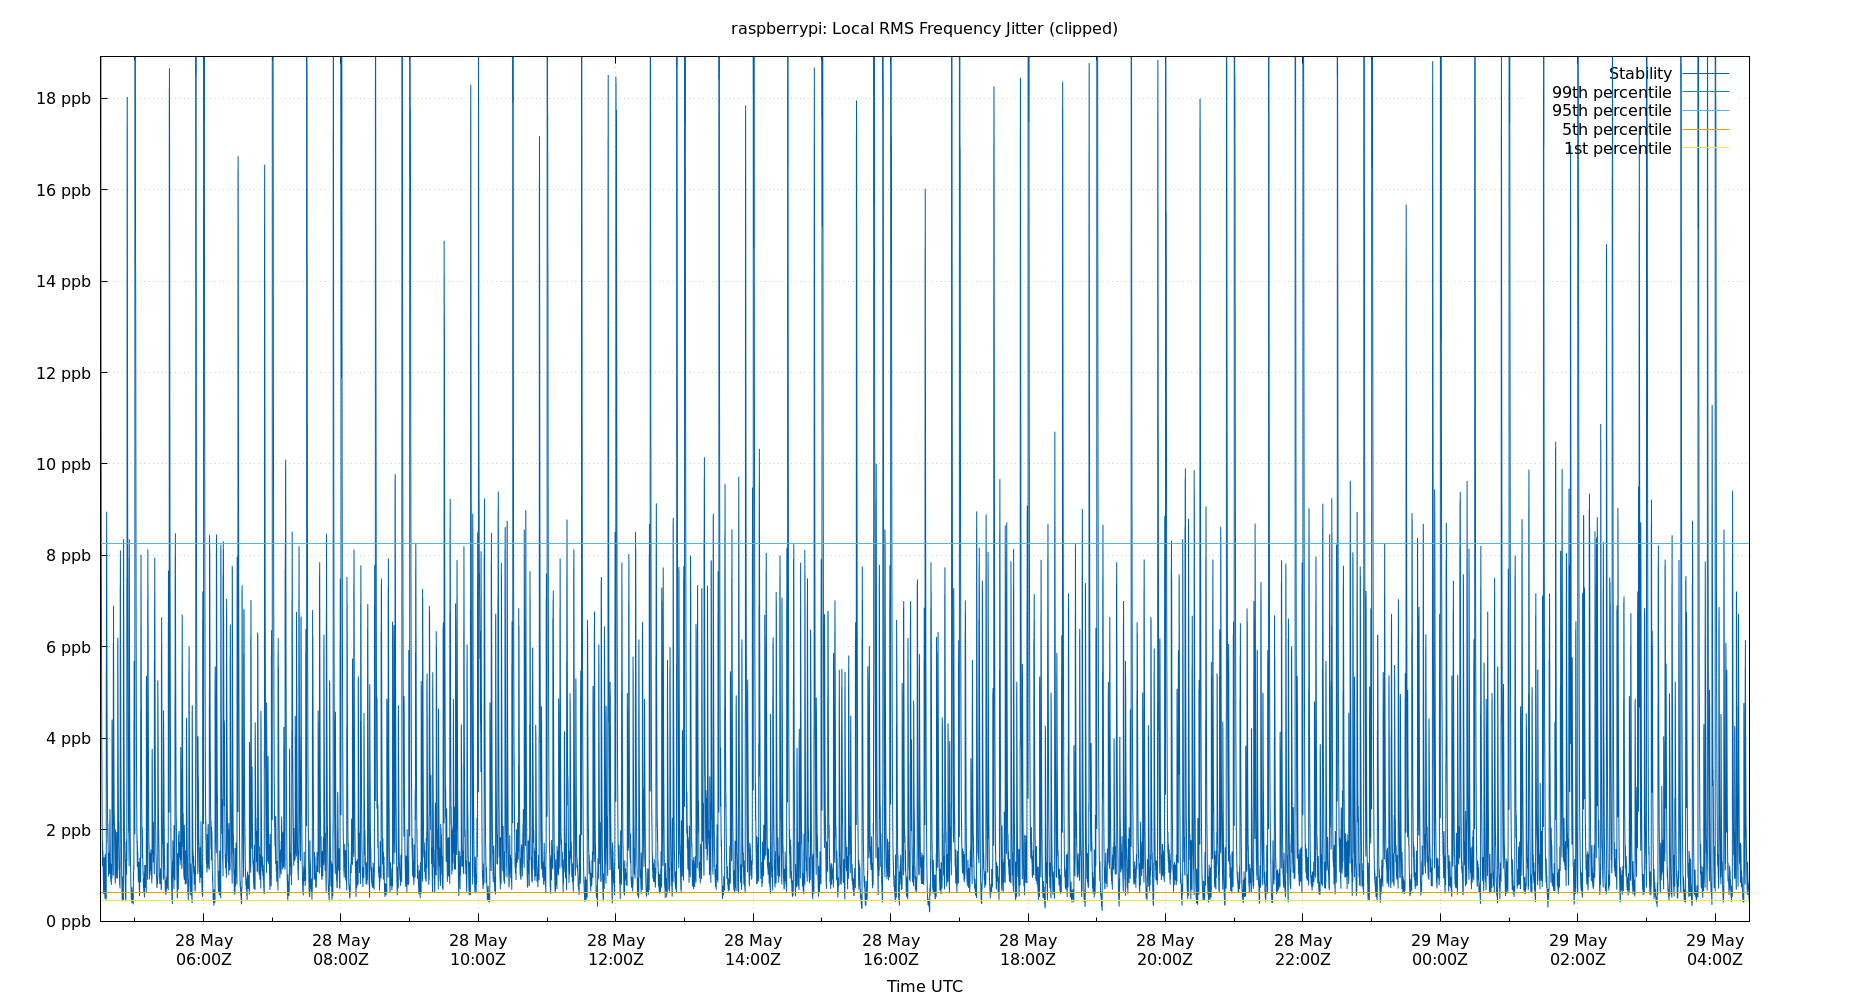 raspberrypi: Local RMS Frequency Jitter (clipped)
Stability
99th percentile
95th percentile
5th percentile
1st percentile
18 ppb
16 ppb
14 ppb
12 ppb
10 ppb
8 ppb
6 ppb
4 ppb
2 ppb
0 ppb
28 May 28 May 28 May 28 May 28 May 28 May 28 May 28 May 28 May 29 May 29 May 29 May
06:00Z 08:00Z 10:00Z 12:00Z 14:00Z 16:00Z 18:00Z 20:00Z 22:00Z 00:00Z 02:00Z 04:00Z
Time UTC